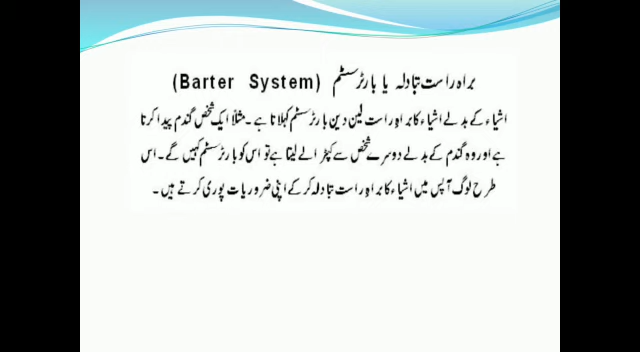 براہ راست تبادلہ یا بارٹر سسٹم (Barter System)
اشیاء کے بدلے اشیاء کا براہ راست لین دین بارٹر سسٹم کہلاتا ہے۔ مثلاً ایک شخص گندم پیدا کرتا
ہے اور وہ گندم کے بدلے دوسرے شخص سے کپڑا لے لیتا ہے تو اس کو بارٹر سسٹم کہیں گے۔ اس
طرح لوگ آپس میں اشیاء کا براہ راست تبادلہ کر کے اپنی ضروریات پوری کرتے ہیں۔